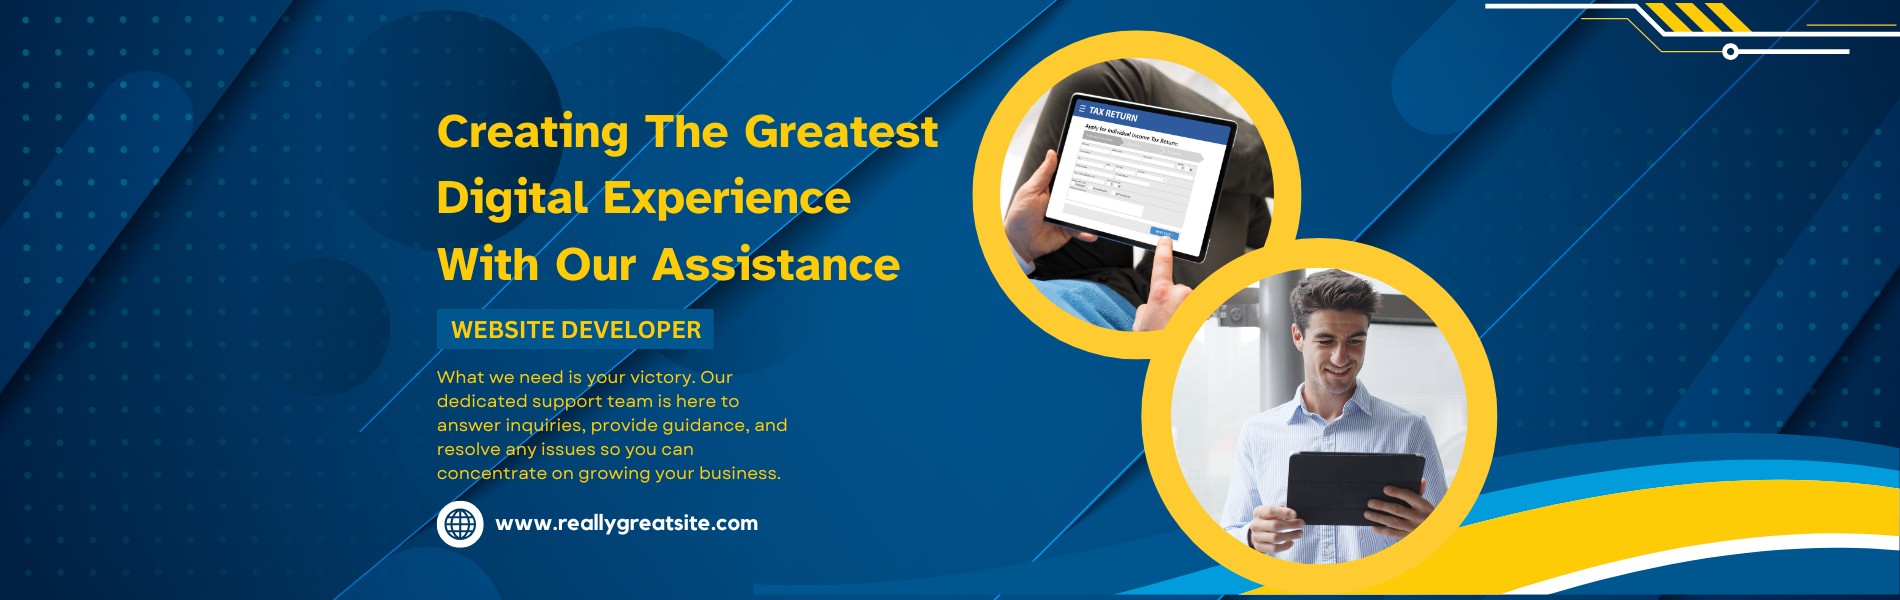 Creating The Greatest
Digital Experience
With Our Assistance
WEBSITE DEVELOPER
What we need is your victory. Our
dedicated support team is here to
answer inquiries, provide guidance, and
resolve any issues so you can
concentrate on growing your business.
www.reallygreatsite.com
TAX RETURN
Apply for Individual Income Tax Return: